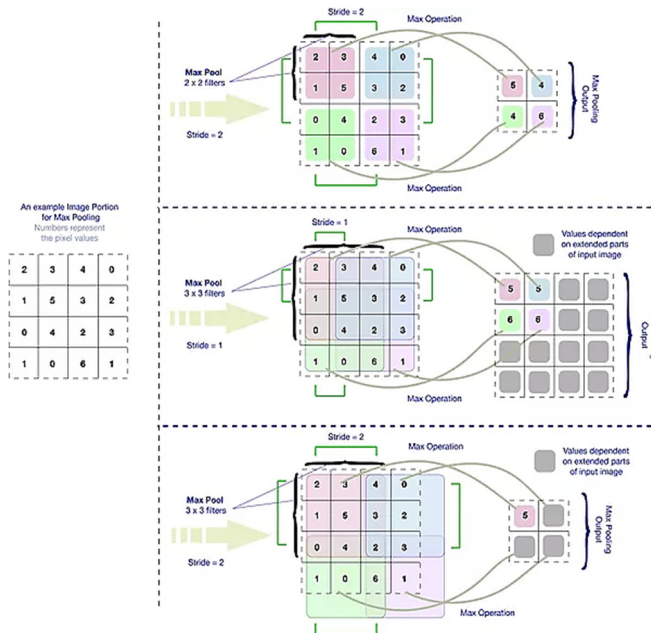 An example Image Portion
for Max Pooling
Numbers represent
the pixel values
2 3 4 0
1 5 3 2
0 4 2 3
1 0 6 1
Stride = 2
Max Operation
Max Pool
2 x 2 filters
Stride = 2
2 3 4 0
1 5 3 2
0 4 2 3
1 0 6 1
5 4
4 6
Max Pooling
Output
Max Operation
Stride = 1
Max Operation
Values dependent
on extended parts
of input image
Max Pool
3 x 3 filters
Stride = 1
2 3 4 0
1 5 3 2
0 4 2 3
1 0 6 1
5 5
6 6
Output
Max Operation
Stride = 2
Max Operation
Values dependent
on extended parts
of input image
Max Pool
3 x 3 filters
Stride = 2
2 3 4 0
1 5 3 2
0 4 2 3
1 0 6 1
5
Max Pooling
Output
Max Operation